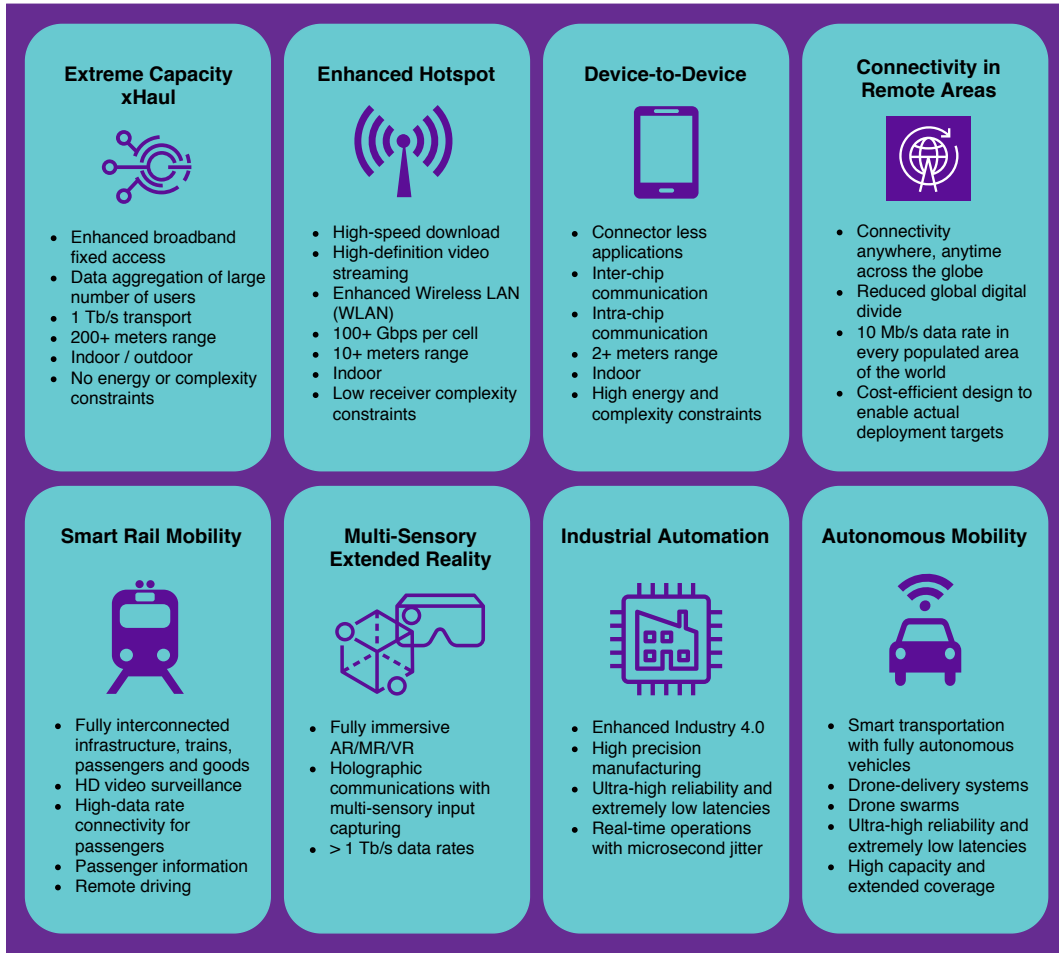 Extreme Capacity
xHaul
• Enhanced broadband
fixed access
• Data aggregation of large
number of users
• 1 Tb/s transport
• 200+ meters range
• Indoor / outdoor
• No energy or complexity
constraints
Enhanced Hotspot
• High-speed download
• High-definition video
streaming
• Enhanced Wireless LAN
(WLAN)
• 100+ Gbps per cell
• 10+ meters range
• Indoor
• Low receiver complexity
constraints
Device-to-Device
• Connector less
applications
• Inter-chip
communication
• Intra-chip
communication
• 2+ meters range
• Indoor
• High energy and
complexity constraints
Connectivity in
Remote Areas
• Connectivity
anywhere, anytime
across the globe
• Reduced global digital
divide
• 10 Mb/s data rate in
every populated area
of the world
• Cost-efficient design to
enable actual
deployment targets
Smart Rail Mobility
• Fully interconnected
infrastructure, trains,
passengers and goods
• HD video surveillance
• High-data rate
connectivity for
passengers
• Passenger information
• Remote driving
Multi-Sensory
Extended Reality
• Fully immersive
AR/MR/VR
• Holographic
communications with
multi-sensory input
capturing
• > 1 Tb/s data rates
Industrial Automation
• Enhanced Industry 4.0
• High precision
manufacturing
• Ultra-high reliability and
extremely low latencies
• Real-time operations
with microsecond jitter
Autonomous Mobility
• Smart transportation
with fully autonomous
vehicles
• Drone-delivery systems
• Drone swarms
• Ultra-high reliability and
extremely low latencies
• High capacity and
extended coverage